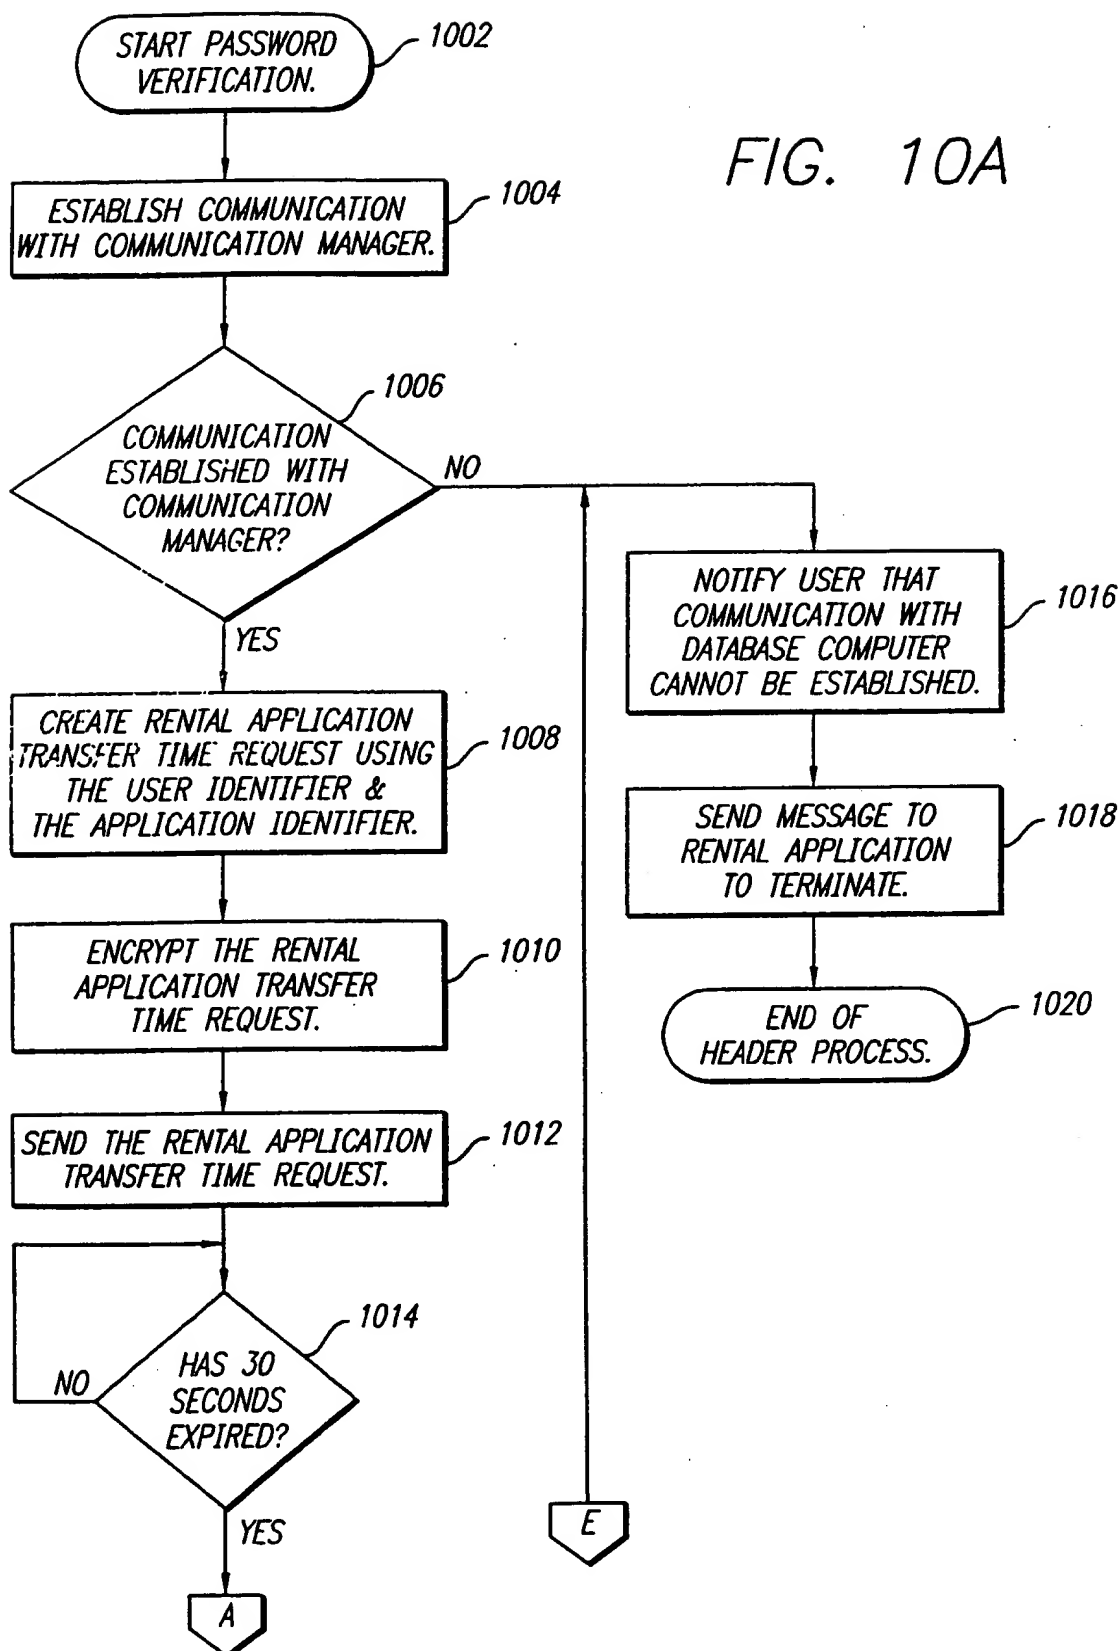 START PASSWORD
VERIFICATION.
1002
FIG. 10A
ESTABLISH COMMUNICATION
WITH COMMUNICATION MANAGER.
1004
COMMUNICATION
ESTABLISHED WITH
COMMUNICATION
MANAGER?
1006
NO
YES
NOTIFY USER THAT
COMMUNICATION WITH
DATABASE COMPUTER
CANNOT BE ESTABLISHED.
1016
CREATE RENTAL APPLICATION
TRANSFER TIME REQUEST USING
THE USER IDENTIFIER &
THE APPLICATION IDENTIFIER.
1008
SEND MESSAGE TO
RENTAL APPLICATION
TO TERMINATE.
1018
ENCRYPT THE RENTAL
APPLICATION TRANSFER
TIME REQUEST.
1010
END OF
HEADER PROCESS.
1020
SEND THE RENTAL APPLICATION
TRANSFER TIME REQUEST.
1012
HAS 30
SECONDS
EXPIRED?
1014
NO
YES
E
A